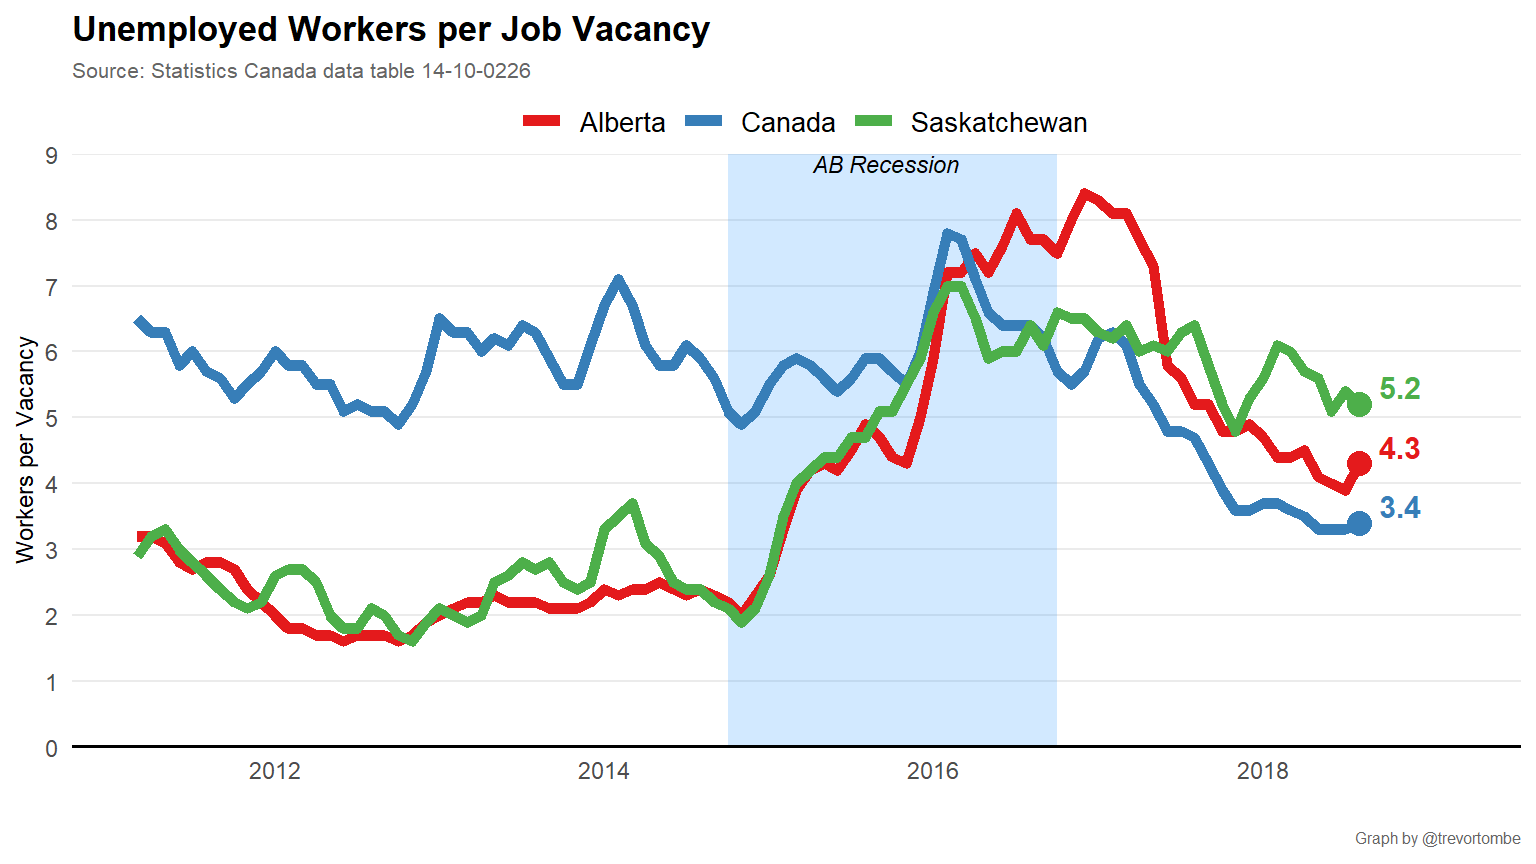 Unemployed Workers per Job Vacancy
Source: Statistics Canada data table 14-10-0226
Alberta Canada Saskatchewan
AB Recession
Workers per Vacancy
9
8
7
6
5
4
3
2
1
0
5.2
4.3
3.4
2012 2014 2016 2018
Graph by @trevortombe